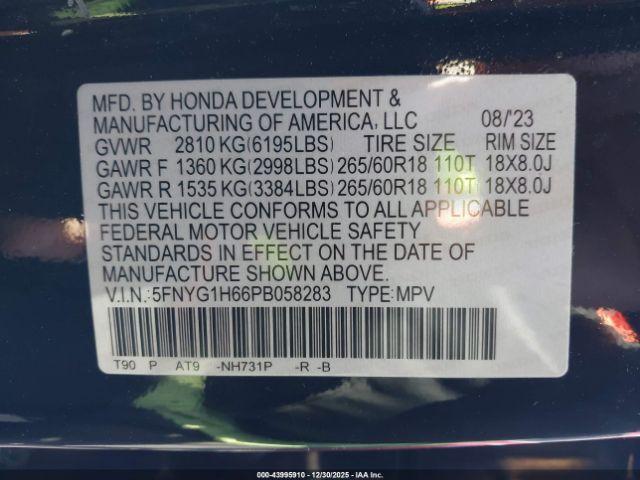 MFD. BY HONDA DEVELOPMENT &
MANUFACTURING OF AMERICA, LLC 08/'23
GVWR 2810 KG(6195LBS) TIRE SIZE RIM SIZE
GAWR F 1360 KG(2998LBS) 265/60R18 110T 18X8.0J
GAWR R 1535 KG(3384LBS) 265/60R18 110T 18X8.0J
THIS VEHICLE CONFORMS TO ALL APPLICABLE
FEDERAL MOTOR VEHICLE SAFETY
STANDARDS IN EFFECT ON THE DATE OF
MANUFACTURE SHOWN ABOVE.
V.I.N.:5FNYG1H66PB058283 TYPE:MPV
T90 P AT9 -NH731P -R -B
000-43995910 - 12/30/2025 - IAA Inc.